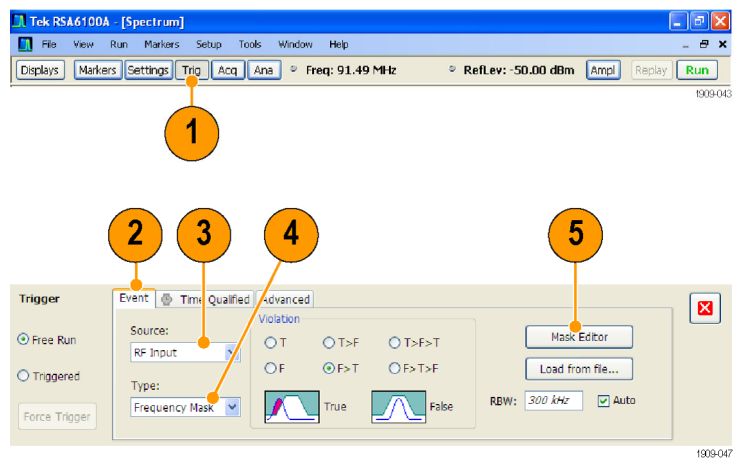 Tek RSA6100A - [Spectrum]
File View Run Markers Setup Tools Window Help
Displays Markers Settings Trig Acq Ana Freq: 91.49 MHz RefLev: -50.00 dBm Ampl Replay Run
1909-043
1
2 3 4 5
Trigger Event Time Qualified Advanced
Free Run
Triggered
Force Trigger
Source:
RF Input
Type:
Frequency Mask
Violation
T T>F T>F>T
F F>T F>T>F
True False
Mask Editor
Load from file...
RBW: 300 kHz Auto
1909-047